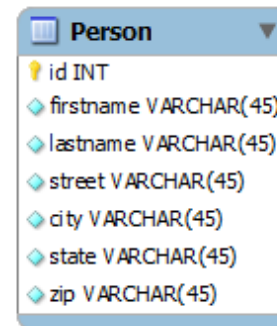 Person
id INT
firstname VARCHAR(45)
lastname VARCHAR(45)
street VARCHAR(45)
city VARCHAR(45)
state VARCHAR(45)
zip VARCHAR(45)